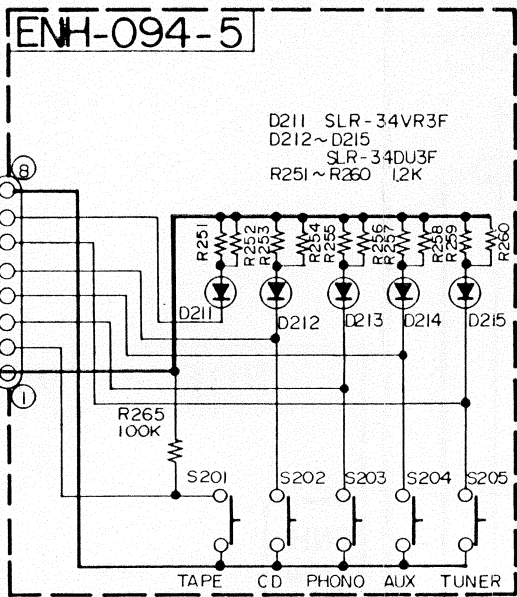 ENH-094-5
D211 SLR-34VR3F
D212~D215
SLR-34DU3F
R251~R260 1.2K
8
R251
R252
R253
R254
R255
R256
R257
R258
R259
R260
D211
D212
D213
D214
D215
1
R265
100K
S201
S202
S203
S204
S205
TAPE
CD
PHONO
AUX
TUNER